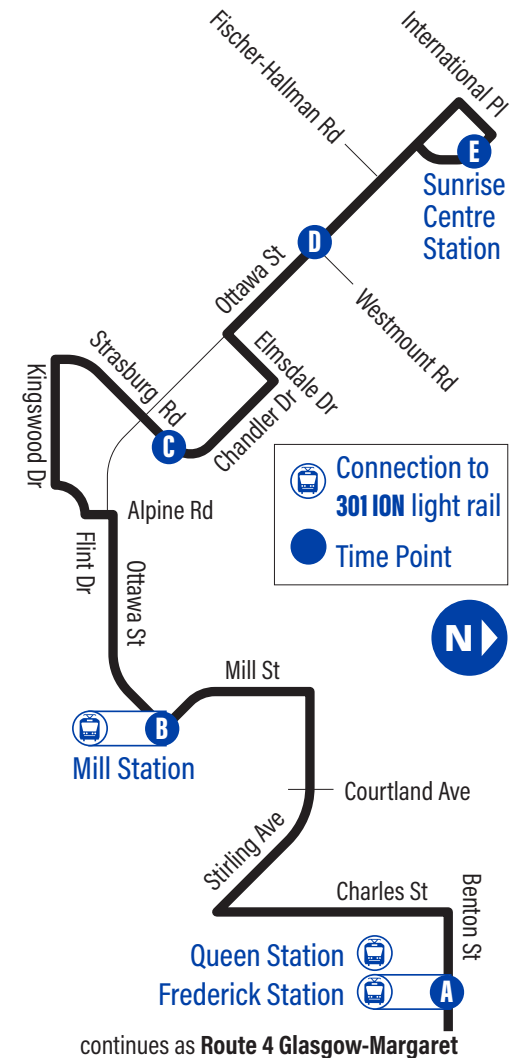 International Pl
Fischer-Hallman Rd
E
Sunrise
Centre
Station
D
Ottawa St
Westmount Rd
Elmsdale Dr
Strasburg Rd
Chandler Dr
Kingswood Dr
C
Connection to
301 ION light rail
Time Point
Alpine Rd
Flint Dr
Ottawa St
N
Mill St
B
Mill Station
Courtland Ave
Stirling Ave
Charles St
Benton St
Queen Station
Frederick Station
A
continues as Route 4 Glasgow-Margaret